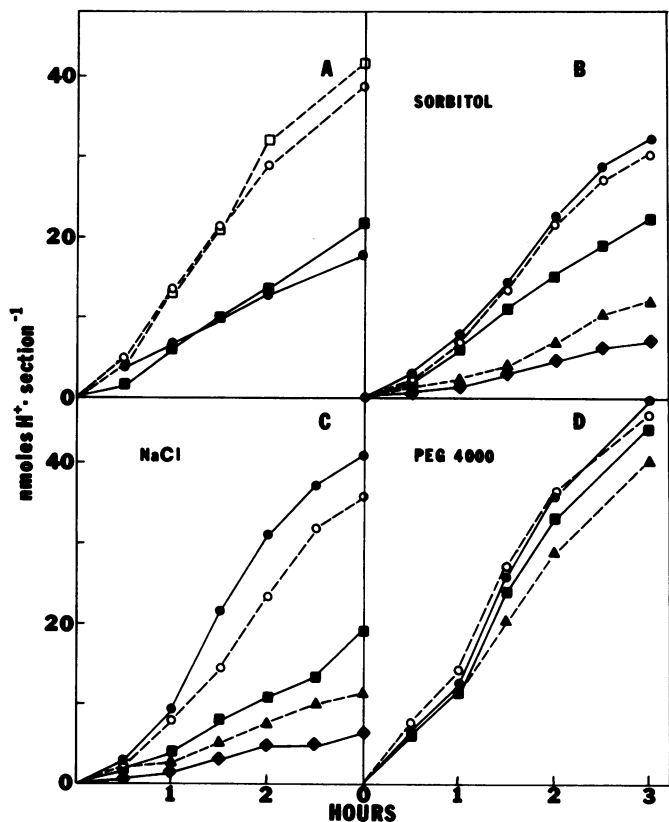 A
B
40
SORBITOL
20
0
C
D
NaCl
PEG 4000
40
20
0
1
2
0
1
2
3
HOURS
nmoles H⁺· section⁻¹